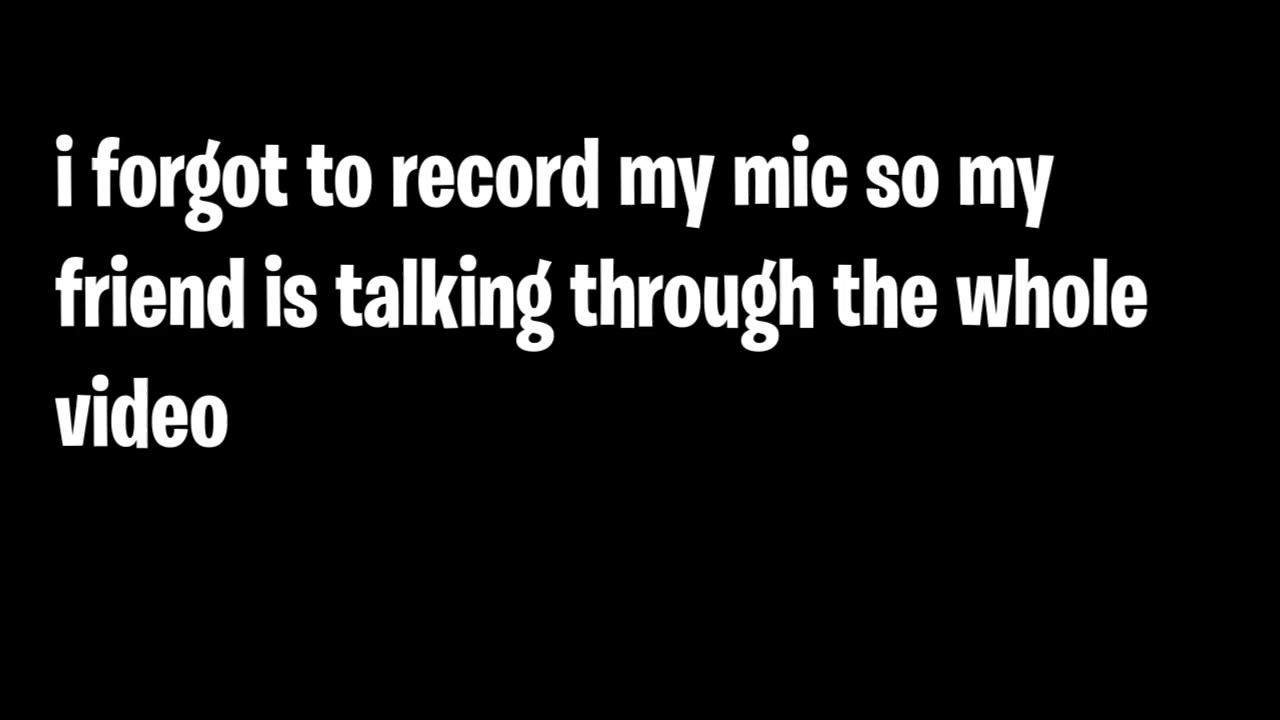 i forgot to record my mic so my
friend is talking through the whole
video